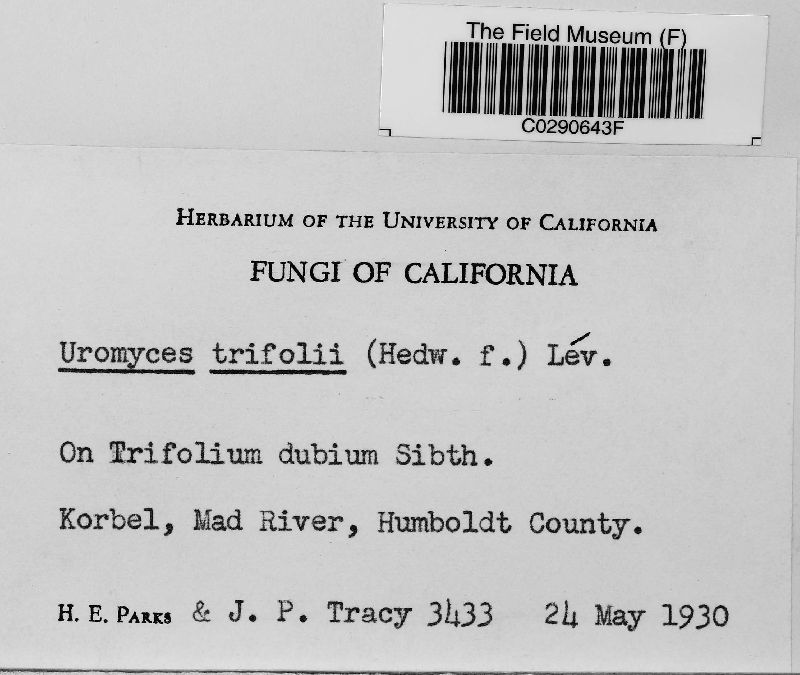 The Field Museum (F)
C0290643F
HERBARIUM OF THE UNIVERSITY OF CALIFORNIA
FUNGI OF CALIFORNIA
Uromyces trifolii (Hedw. f.) Lév.
On Trifolium dubium Sibth.
Korbel, Mad River, Humboldt County.
H. E. PARKS & J. P. Tracy 3433 24 May 1930